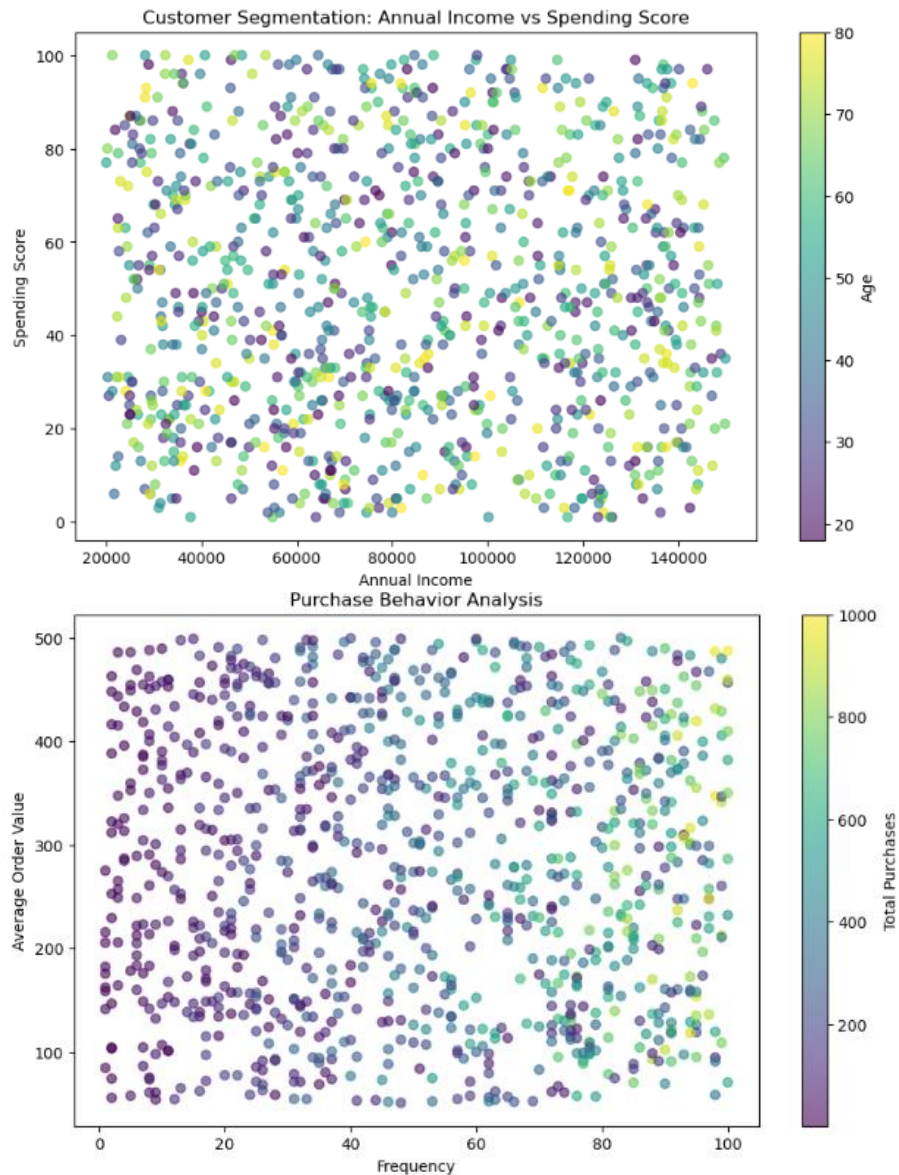 Customer Segmentation: Annual Income vs Spending Score
100
80
60
40
20
0
Spending Score
20000 40000 60000 80000 100000 120000 140000
Annual Income
80
70
60
50
40
30
20
Age
Purchase Behavior Analysis
500
400
300
200
100
Average Order Value
0 20 40 60 80 100
Frequency
1000
800
600
400
200
Total Purchases